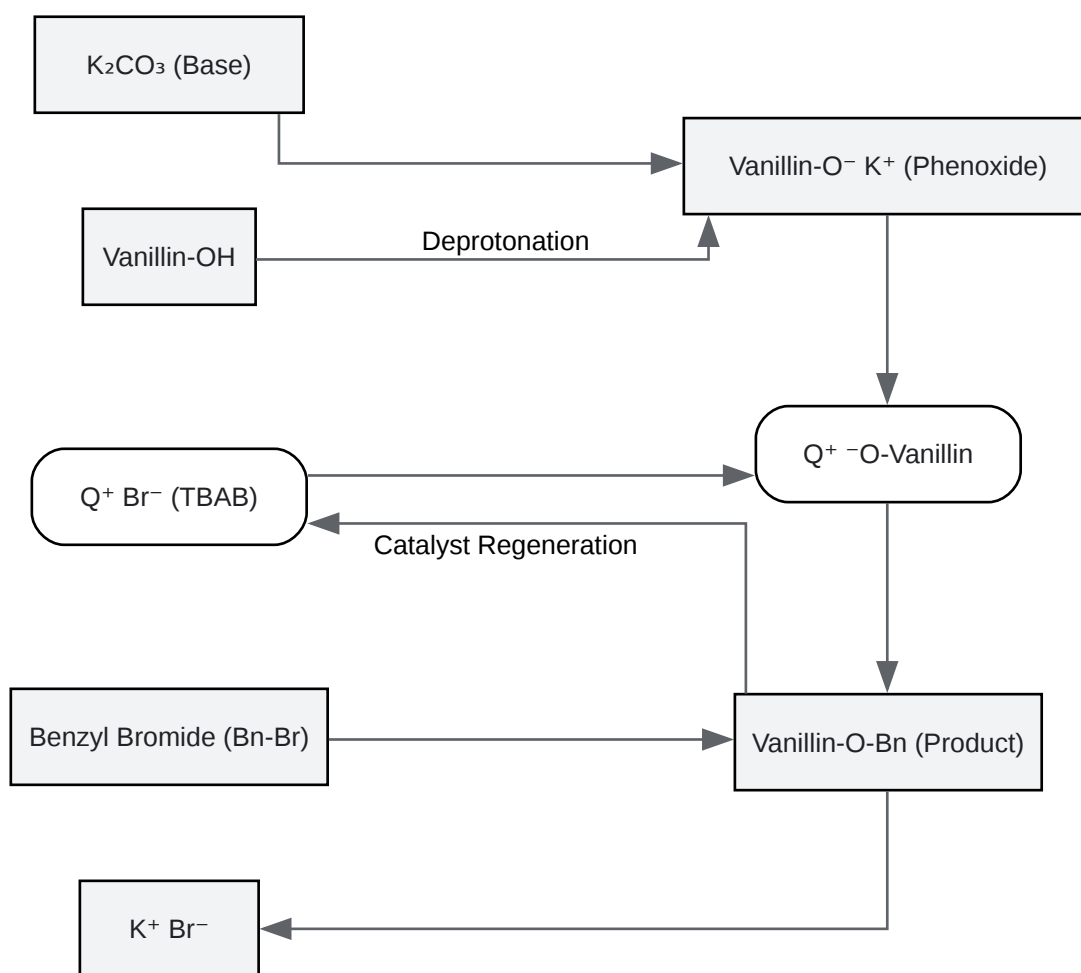 K₂CO₃ (Base)
Vanillin-O⁻ K⁺ (Phenoxide)
Vanillin-OH
Deprotonation
Q⁺ ⁻O-Vanillin
Q⁺ Br⁻ (TBAB)
Catalyst Regeneration
Benzyl Bromide (Bn-Br)
Vanillin-O-Bn (Product)
K⁺ Br⁻